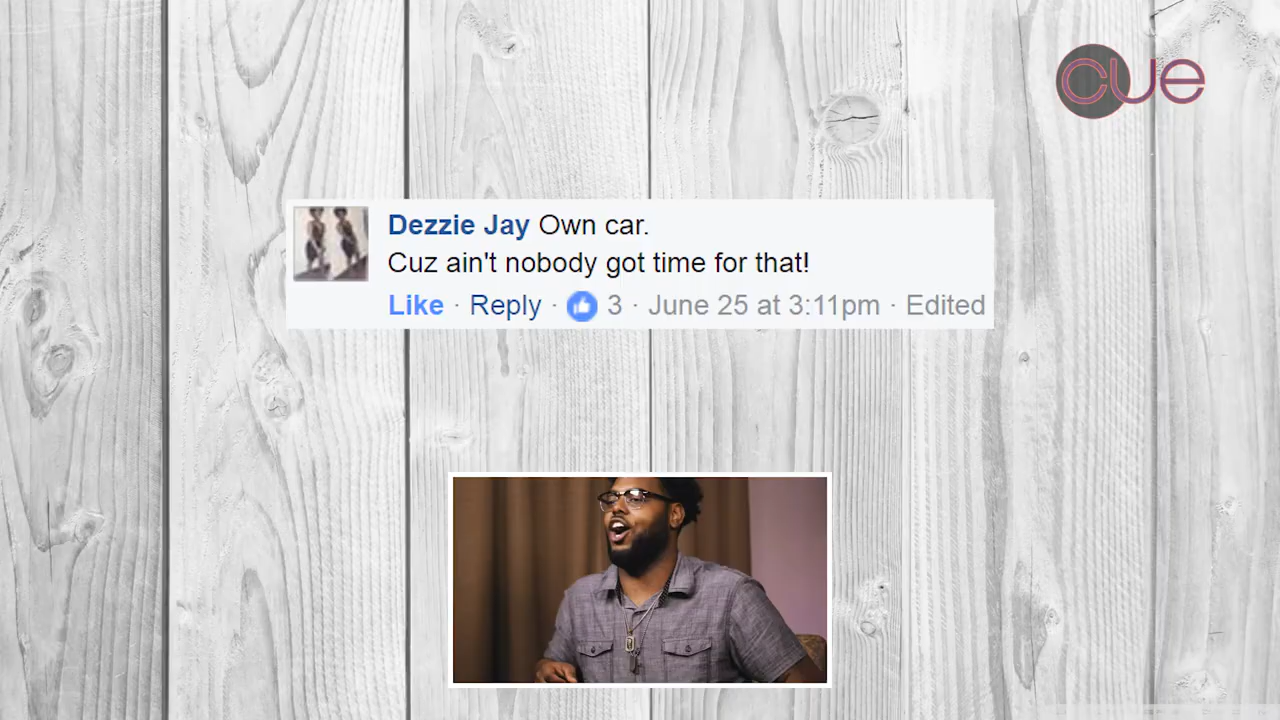 cue
Dezzie Jay Own car.
Cuz ain't nobody got time for that!
Like · Reply · 3 · June 25 at 3:11pm · Edited